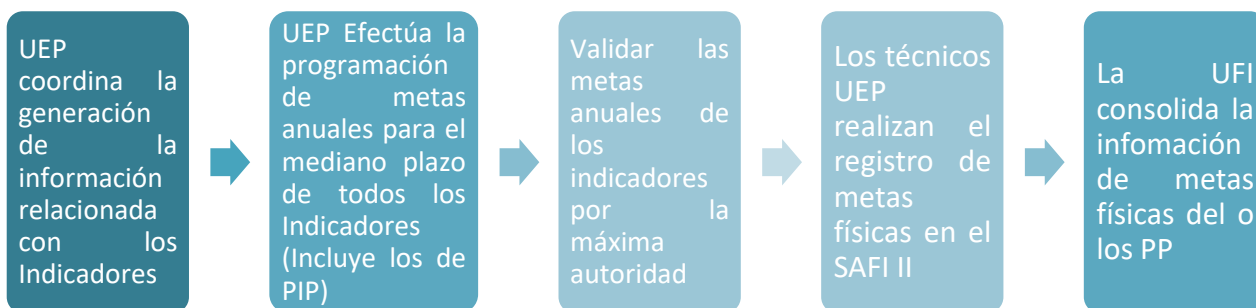 UEP
coordina la
generación
de la
información
relacionada
con los
Indicadores
UEP Efectúa la
programación
de metas
anuales para el
mediano plazo
de todos los
Indicadores
(Incluye los de
PIP)
Validar las
metas
anuales de
los
indicadores
por la
máxima
autoridad
Los técnicos
UEP
realizan el
registro de
metas
físicas en el
SAFI II
La UFI
consolida la
infomación
de metas
físicas del o
los PP